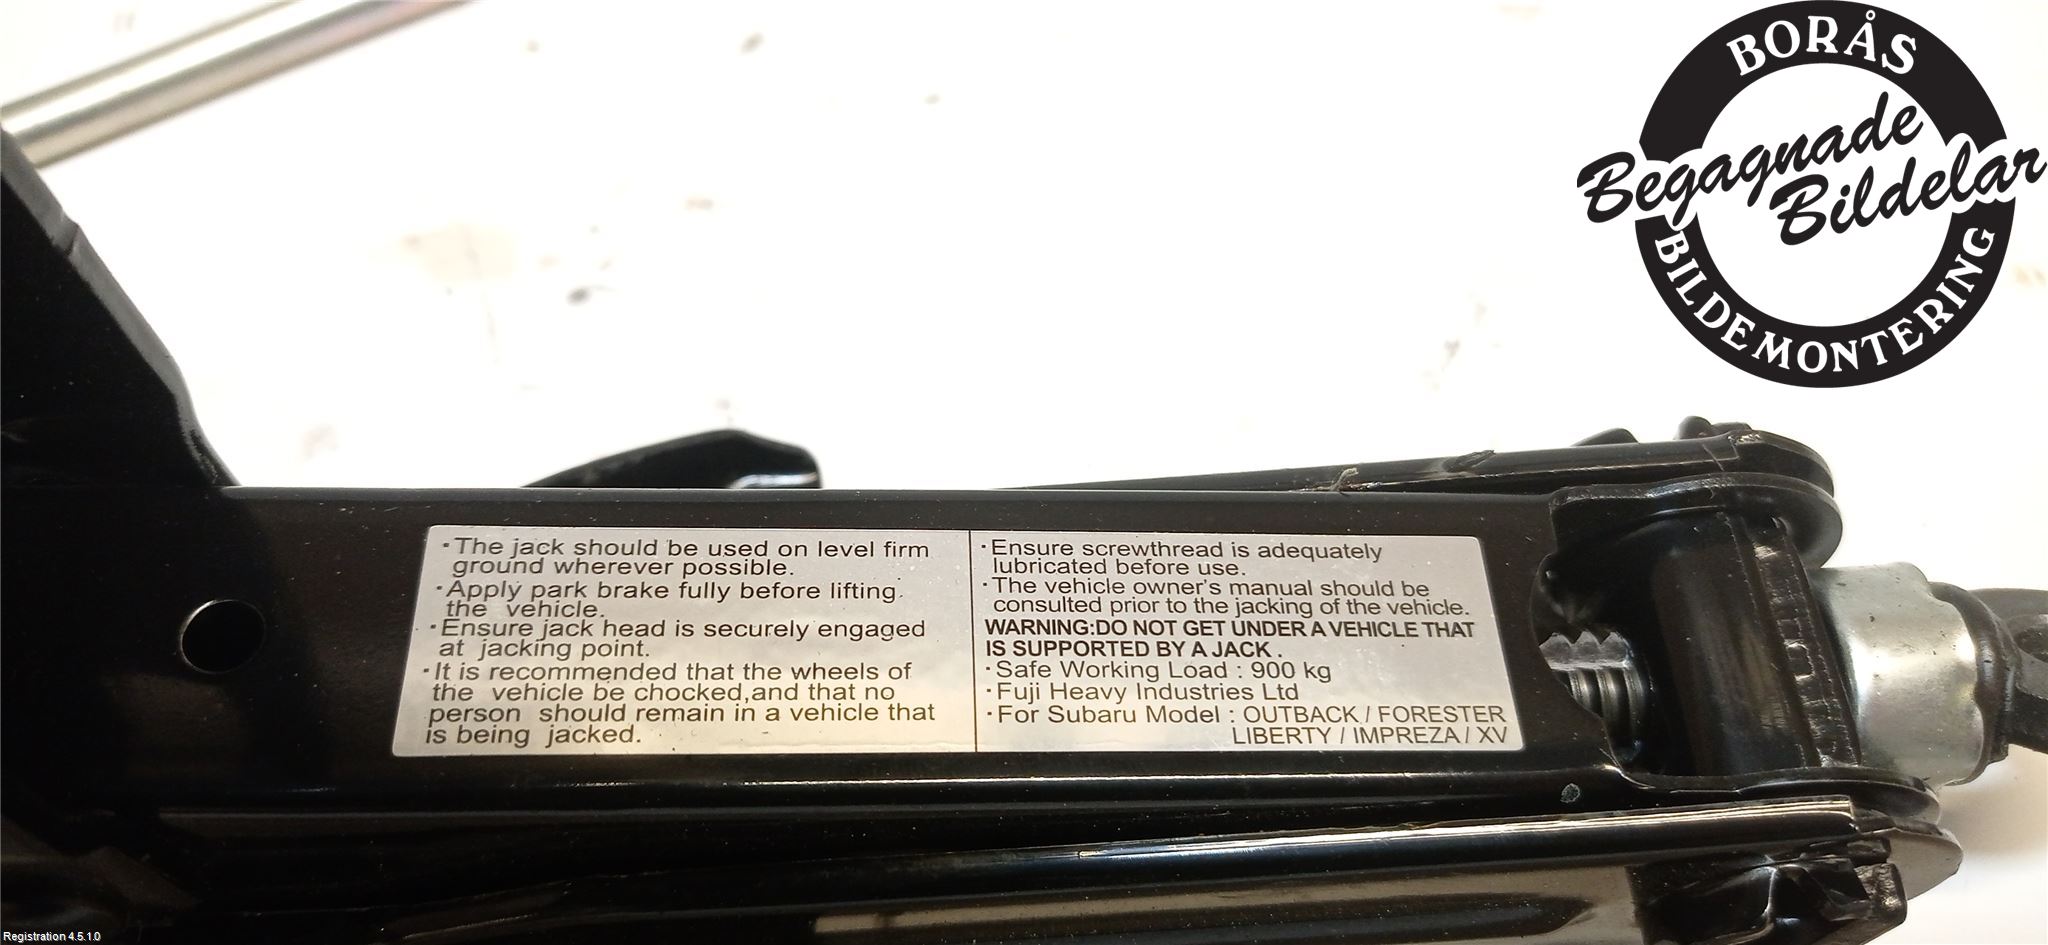 BORÅS
Begagnade
Bildelar
BILDEMONTERING
·The jack should be used on level firm
ground wherever possible.
·Apply park brake fully before lifting
the vehicle.
·Ensure jack head is securely engaged
at jacking point.
·It is recommended that the wheels of
the vehicle be chocked,and that no
person should remain in a vehicle that
is being jacked.
·Ensure screwthread is adequately
lubricated before use.
·The vehicle owner's manual should be
consulted prior to the jacking of the vehicle.
WARNING:DO NOT GET UNDER A VEHICLE THAT
IS SUPPORTED BY A JACK .
·Safe Working Load : 900 kg
·Fuji Heavy Industries Ltd
·For Subaru Model : OUTBACK / FORESTER
LIBERTY / IMPREZA / XV
Registration 4.5.1.0